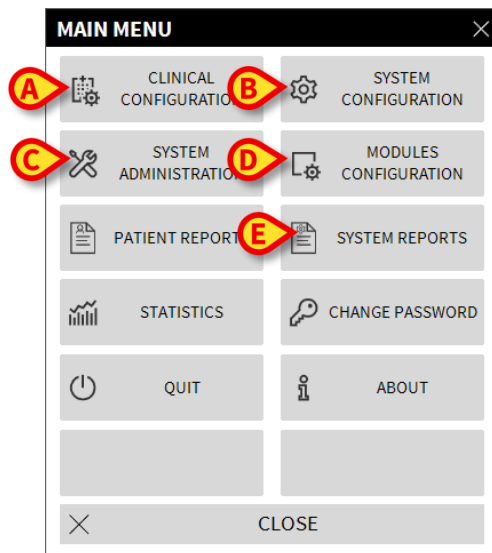 MAIN MENU
A
CLINICAL
CONFIGURATIO
B
SYSTEM
CONFIGURATION
C
SYSTEM
ADMINISTRATIO
D
MODULES
CONFIGURATION
PATIENT REPORT
E
SYSTEM REPORTS
STATISTICS
CHANGE PASSWORD
QUIT
ABOUT
CLOSE